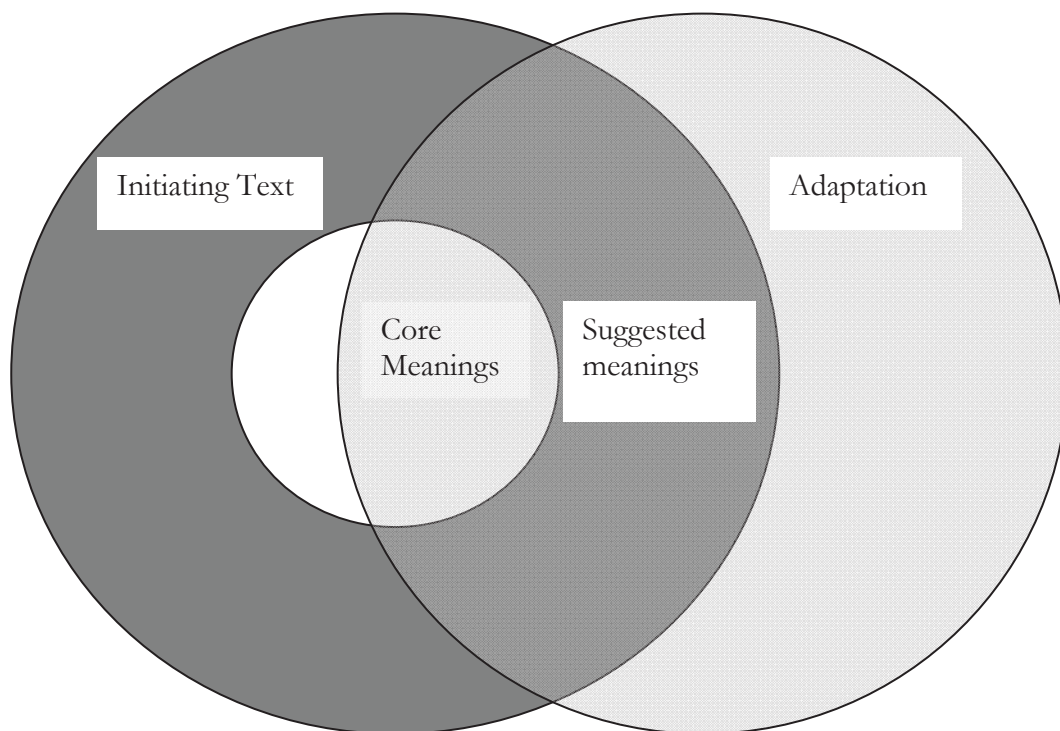 Initiating Text
Adaptation
Core
Meanings
Suggested
meanings